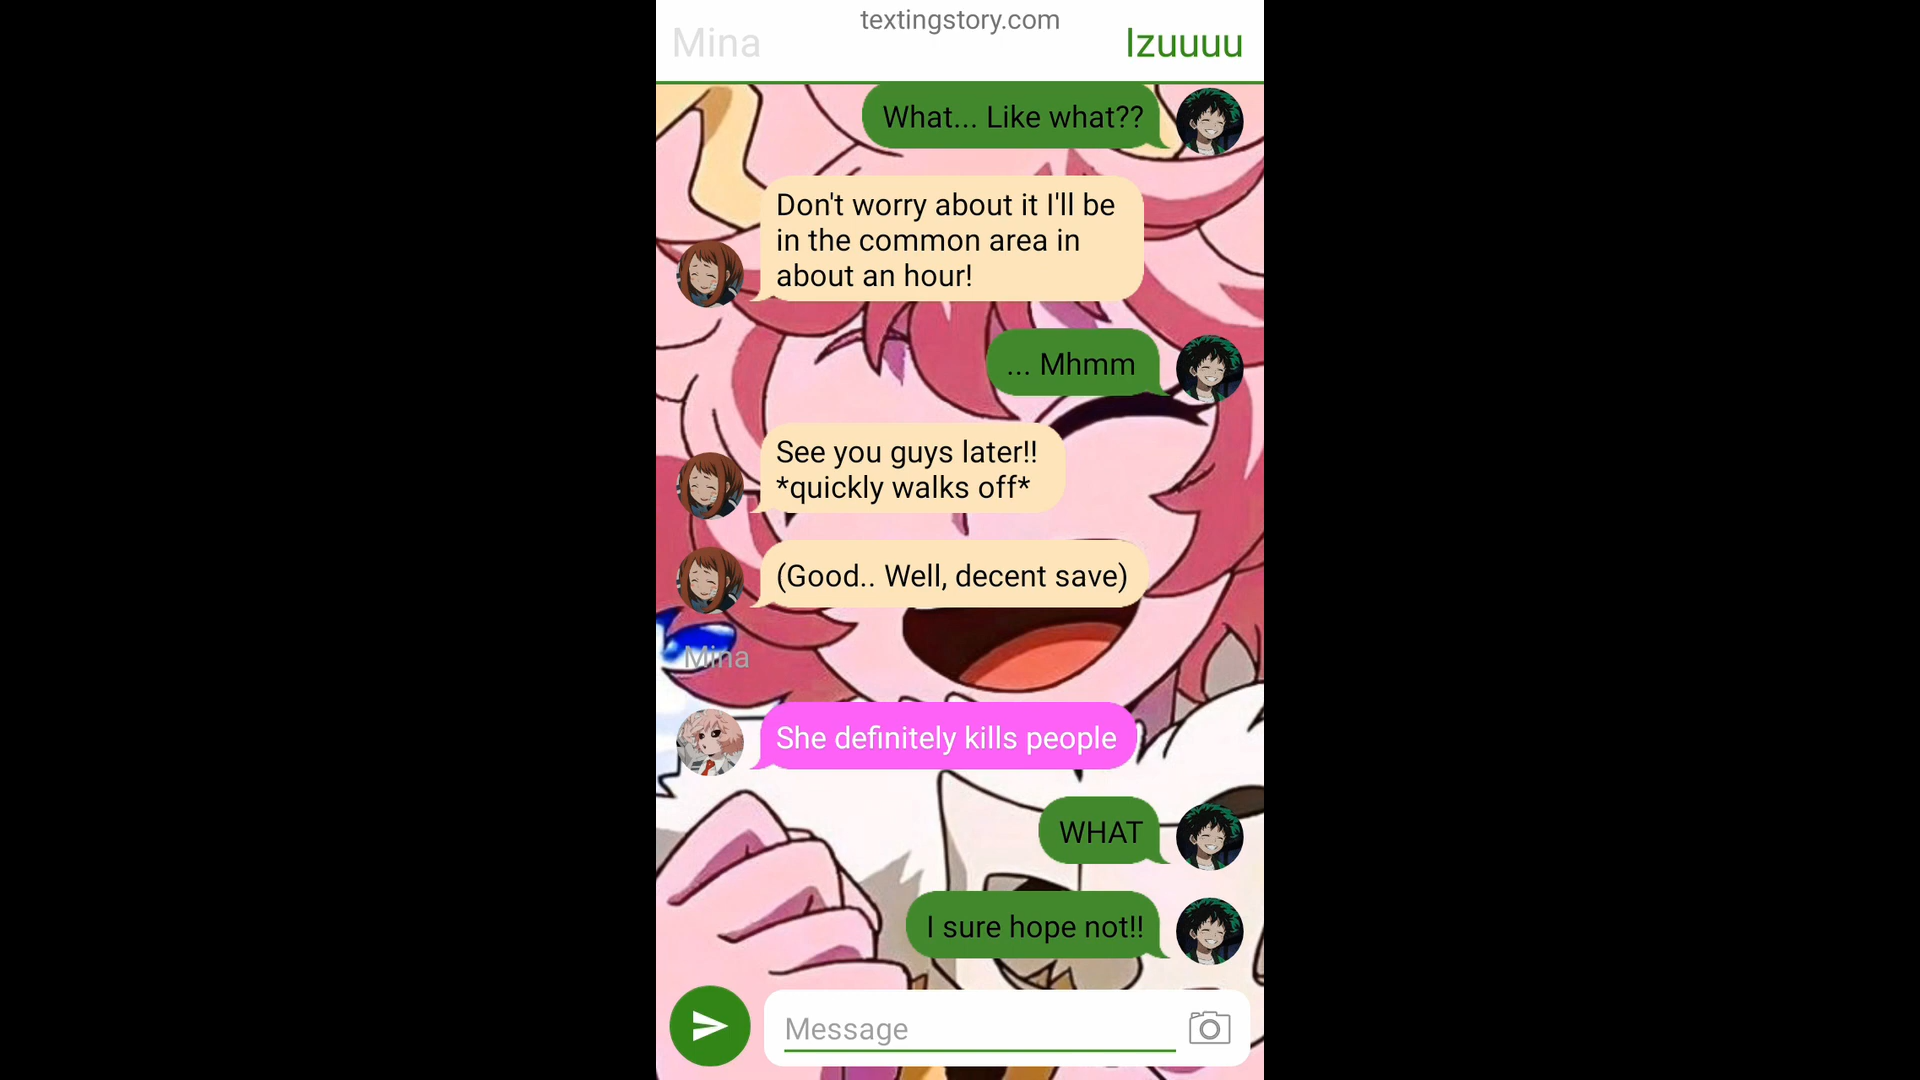 textingstory.com
Mina
Izuuuu
What... Like what??
Don't worry about it I'll be
in the common area in
about an hour!
... Mhmm
See you guys later!!
*quickly walks off*
(Good.. Well, decent save)
Mina
She definitely kills people
WHAT
I sure hope not!!
Message